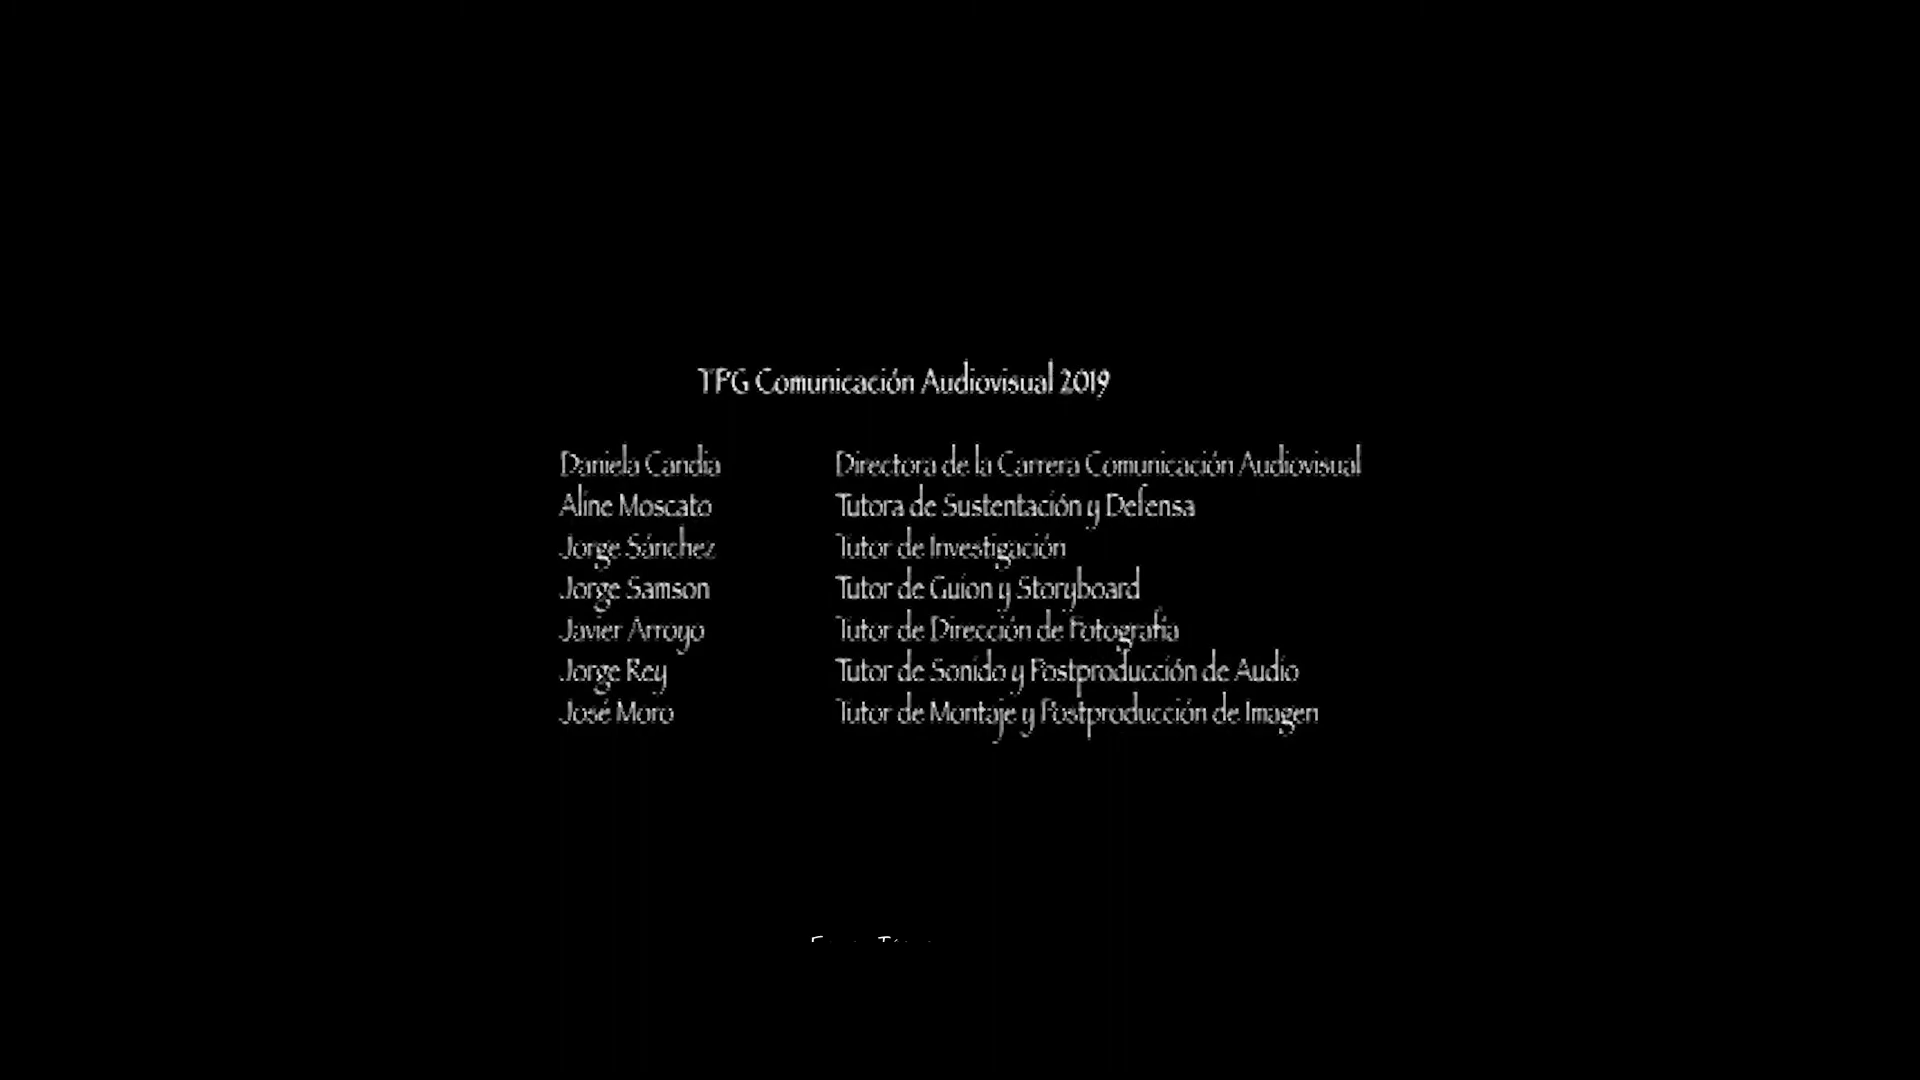 TPG Comunicación Audiovisual 2019
Daniela Candia Directora de la Carrera Comunicación Audiovisual
Aline Moscato Tutora de Sustentación y Defensa
Jorge Sánchez Tutor de Investigación
Jorge Samson Tutor de Guion y Storyboard
Javier Arroyo Tutor de Dirección de Fotografía
Jorge Rey Tutor de Sonido y Postproducción de Audio
José Moro Tutor de Montaje y Postproducción de Imagen